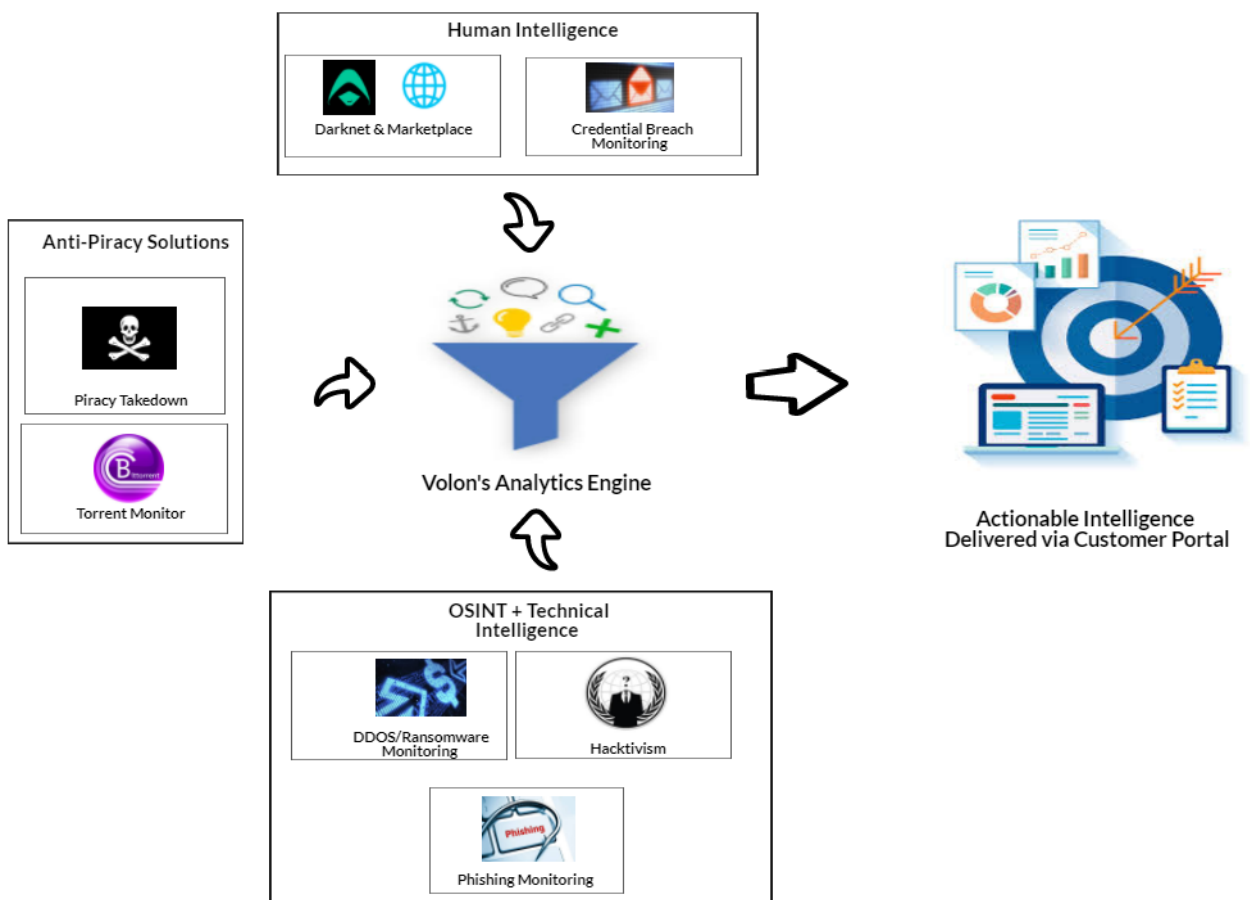 Human Intelligence
Darknet & Marketplace
Credential Breach
Monitoring
Anti-Piracy Solutions
Piracy Takedown
B
Bittorrent
Torrent Monitor
Volon's Analytics Engine
Actionable Intelligence
Delivered via Customer Portal
OSINT + Technical
Intelligence
DDOS/Ransomware
Monitoring
?
Hacktivism
Phishing
Phishing Monitoring